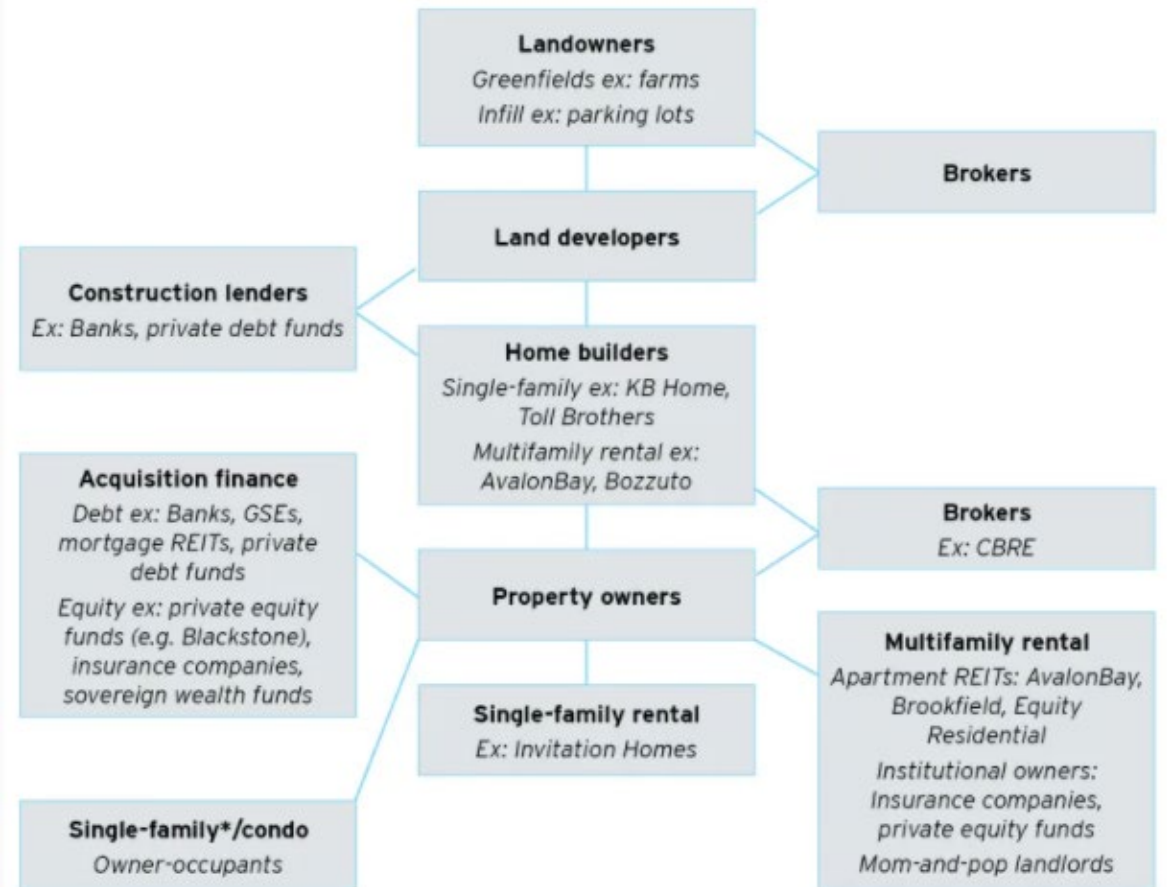 Landowners
Greenfields ex: farms
Infill ex: parking lots
Brokers
Land developers
Construction lenders
Ex: Banks, private debt funds
Home builders
Single-family ex: KB Home,
Toll Brothers
Multifamily rental ex:
AvalonBay, Bozzuto
Acquisition finance
Debt ex: Banks, GSEs,
mortgage REITs, private
debt funds
Equity ex: private equity
funds (e.g. Blackstone),
insurance companies,
sovereign wealth funds
Brokers
Ex: CBRE
Property owners
Multifamily rental
Apartment REITs: AvalonBay,
Brookfield, Equity
Residential
Institutional owners:
Insurance companies,
private equity funds
Mom-and-pop landlords
Single-family rental
Ex: Invitation Homes
Single-family*/condo
Owner-occupants